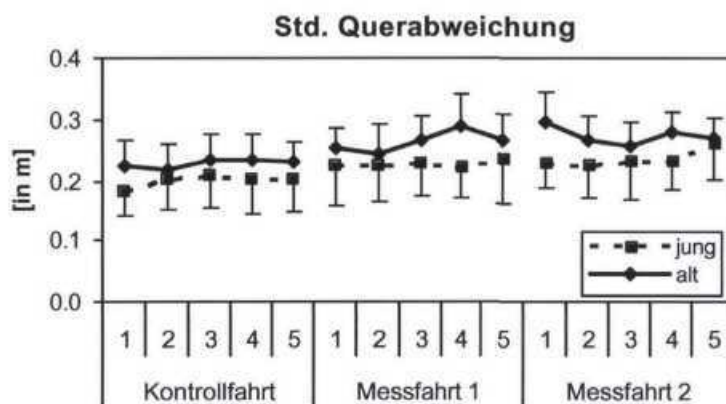 Std. Querabweichung
[in m]
0.4
0.3
0.2
0.1
0.0
jung
alt
1 2 3 4 5 1 2 3 4 5 1 2 3 4 5
Kontrollfahrt Messfahrt 1 Messfahrt 2